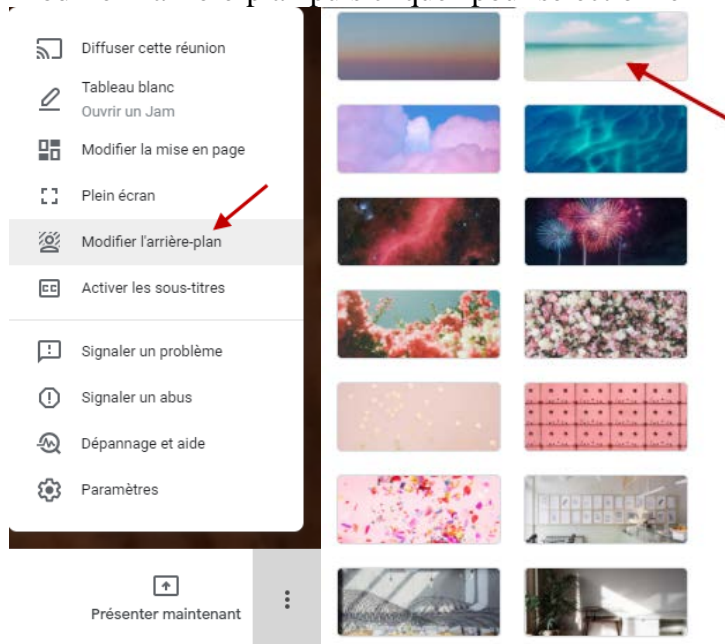 Diffuser cette réunion
Tableau blanc
Ouvrir un Jam
Modifier la mise en page
Plein écran
Modifier l'arrière-plan
CC Activer les sous-titres
Signaler un problème
Signaler un abus
Dépannage et aide
Paramètres
Présenter maintenant